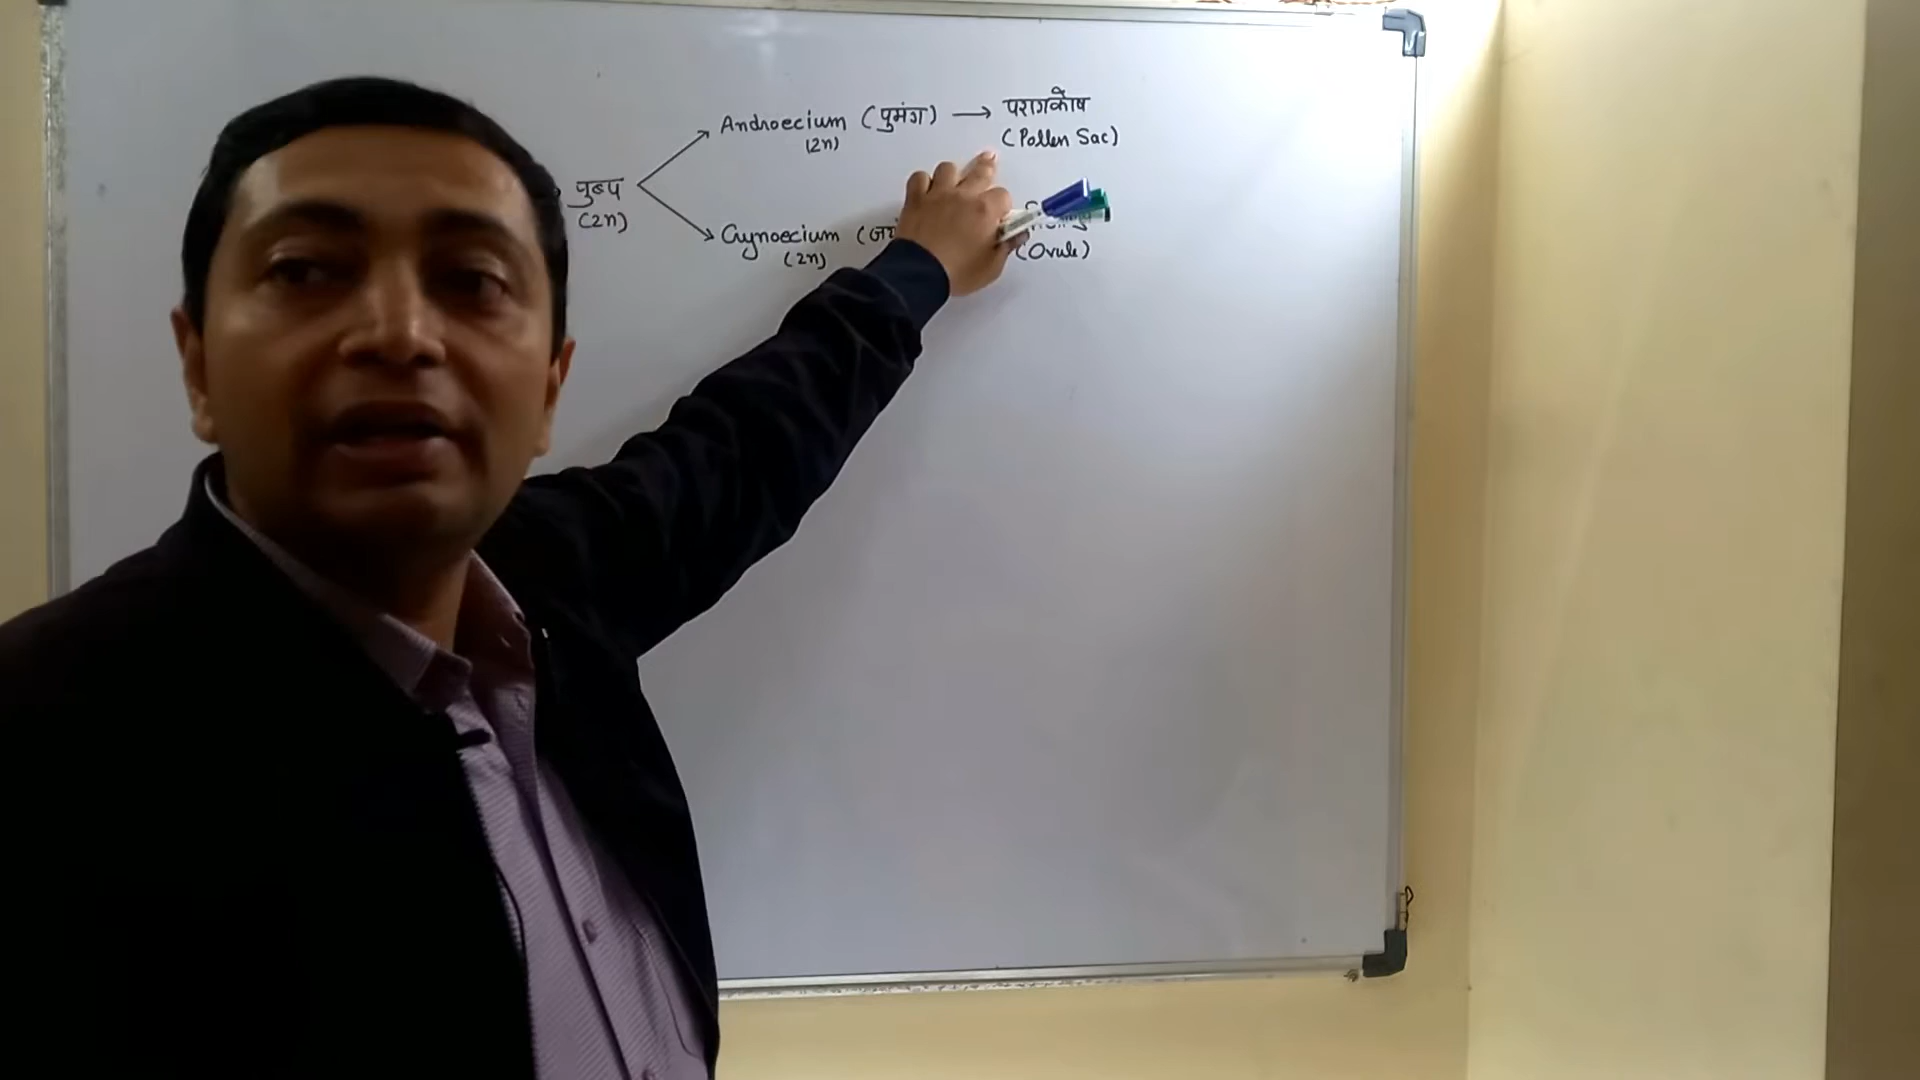 Androecium (पुमंग) → परागकोष
(2n) (Pollen Sac)
पुष्प
(2n)
Gynoecium
(2n) (Ovule)